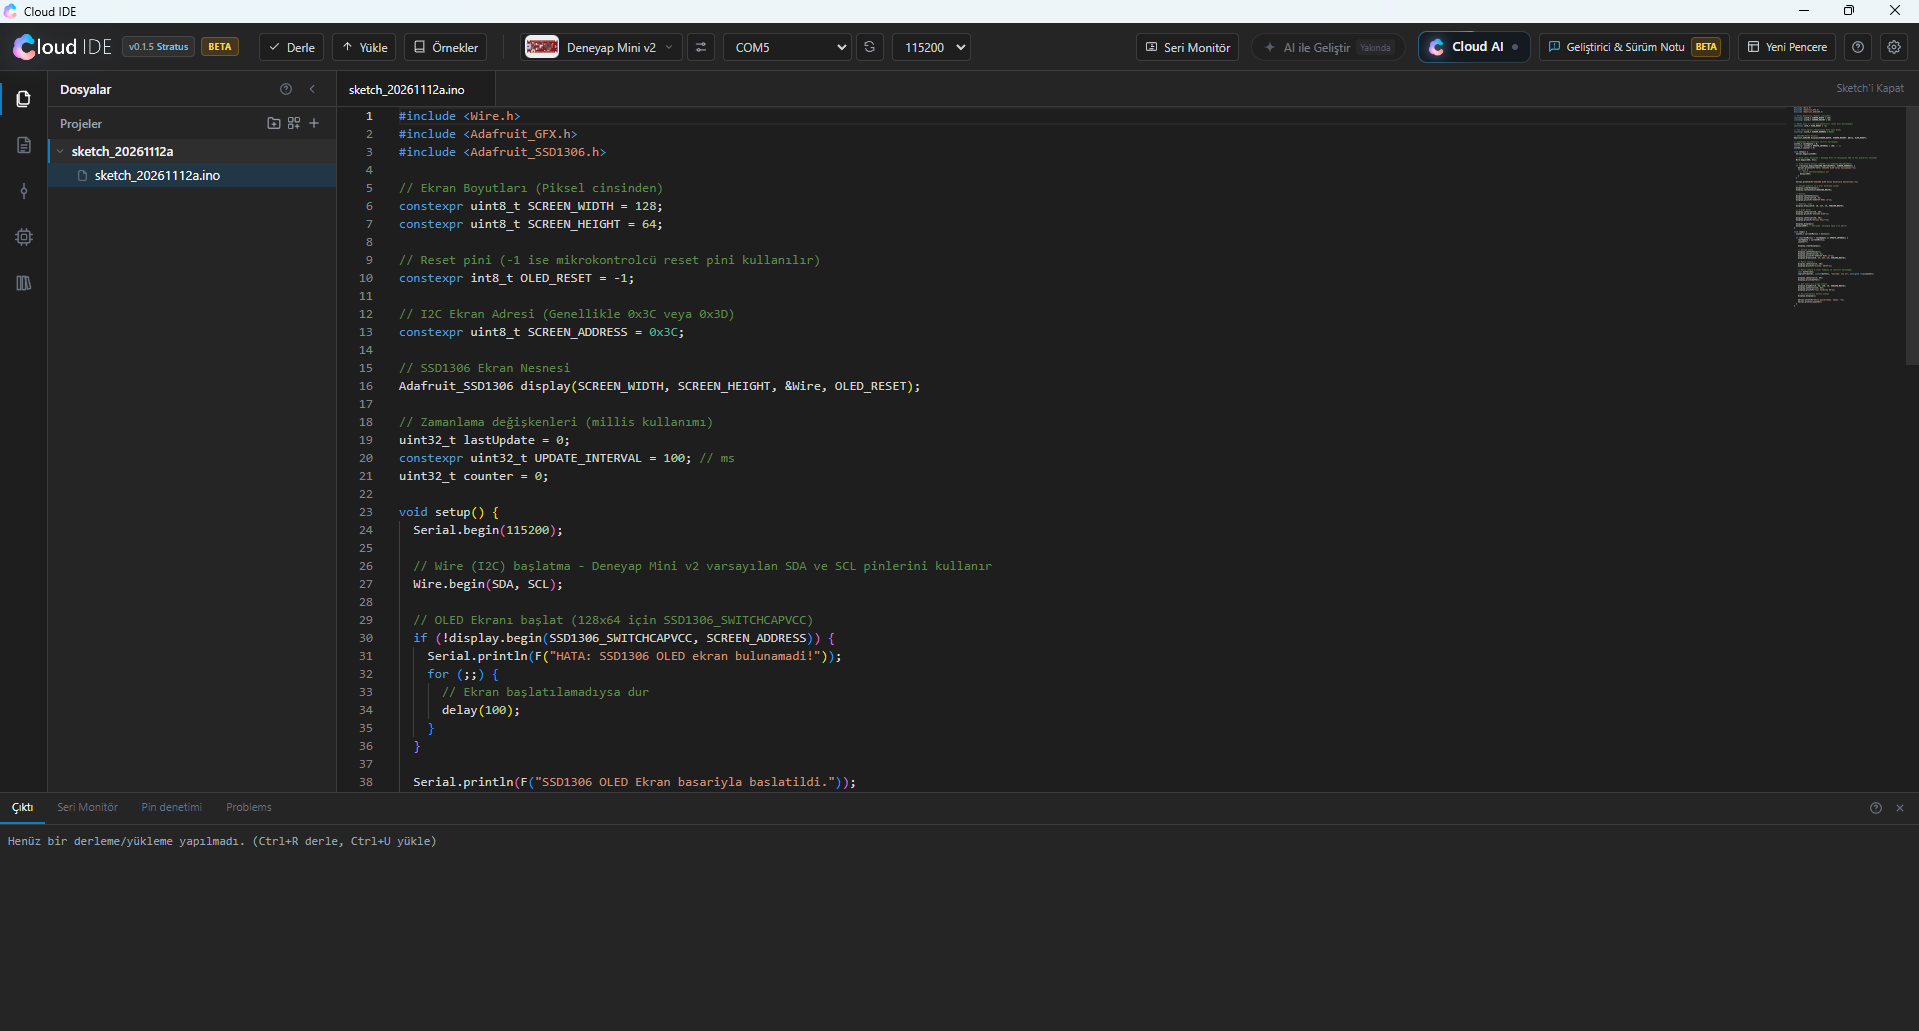 Cloud IDE
Cloud IDE v0.1.5 Stratus BETA Derle Yükle Örnekler Deneyap Mini v2 COM5 115200 Seri Monitör AI ile Geliştir Yakında Cloud AI Geliştirici & Sürüm Notu BETA Yeni Pencere
Dosyalar
sketch_20261112a.ino
Sketch'i Kapat
Projeler
sketch_20261112a
sketch_20261112a.ino
1 #include <Wire.h>
2 #include <Adafruit_GFX.h>
3 #include <Adafruit_SSD1306.h>
4
5 // Ekran Boyutları (Piksel cinsinden)
6 constexpr uint8_t SCREEN_WIDTH = 128;
7 constexpr uint8_t SCREEN_HEIGHT = 64;
8
9 // Reset pini (-1 ise mikrokontrolcü reset pini kullanılır)
10 constexpr int8_t OLED_RESET = -1;
11
12 // I2C Ekran Adresi (Genellikle 0x3C veya 0x3D)
13 constexpr uint8_t SCREEN_ADDRESS = 0x3C;
14
15 // SSD1306 Ekran Nesnesi
16 Adafruit_SSD1306 display(SCREEN_WIDTH, SCREEN_HEIGHT, &Wire, OLED_RESET);
17
18 // Zamanlama değişkenleri (millis kullanımı)
19 uint32_t lastUpdate = 0;
20 constexpr uint32_t UPDATE_INTERVAL = 100; // ms
21 uint32_t counter = 0;
22
23 void setup() {
24 Serial.begin(115200);
25
26 // Wire (I2C) başlatma - Deneyap Mini v2 varsayılan SDA ve SCL pinlerini kullanır
27 Wire.begin(SDA, SCL);
28
29 // OLED Ekranı başlat (128x64 için SSD1306_SWITCHCAPVCC)
30 if (!display.begin(SSD1306_SWITCHCAPVCC, SCREEN_ADDRESS)) {
31 Serial.println(F("HATA: SSD1306 OLED ekran bulunamadi!"));
32 for (;;) {
33 // Ekran başlatılamadıysa dur
34 delay(100);
35 }
36 }
37
38 Serial.println(F("SSD1306 OLED Ekran basariyla baslatildi."));
Çıktı Seri Monitör Pin denetimi Problems
Henüz bir derleme/yükleme yapılmadı. (Ctrl+R derle, Ctrl+U yükle)